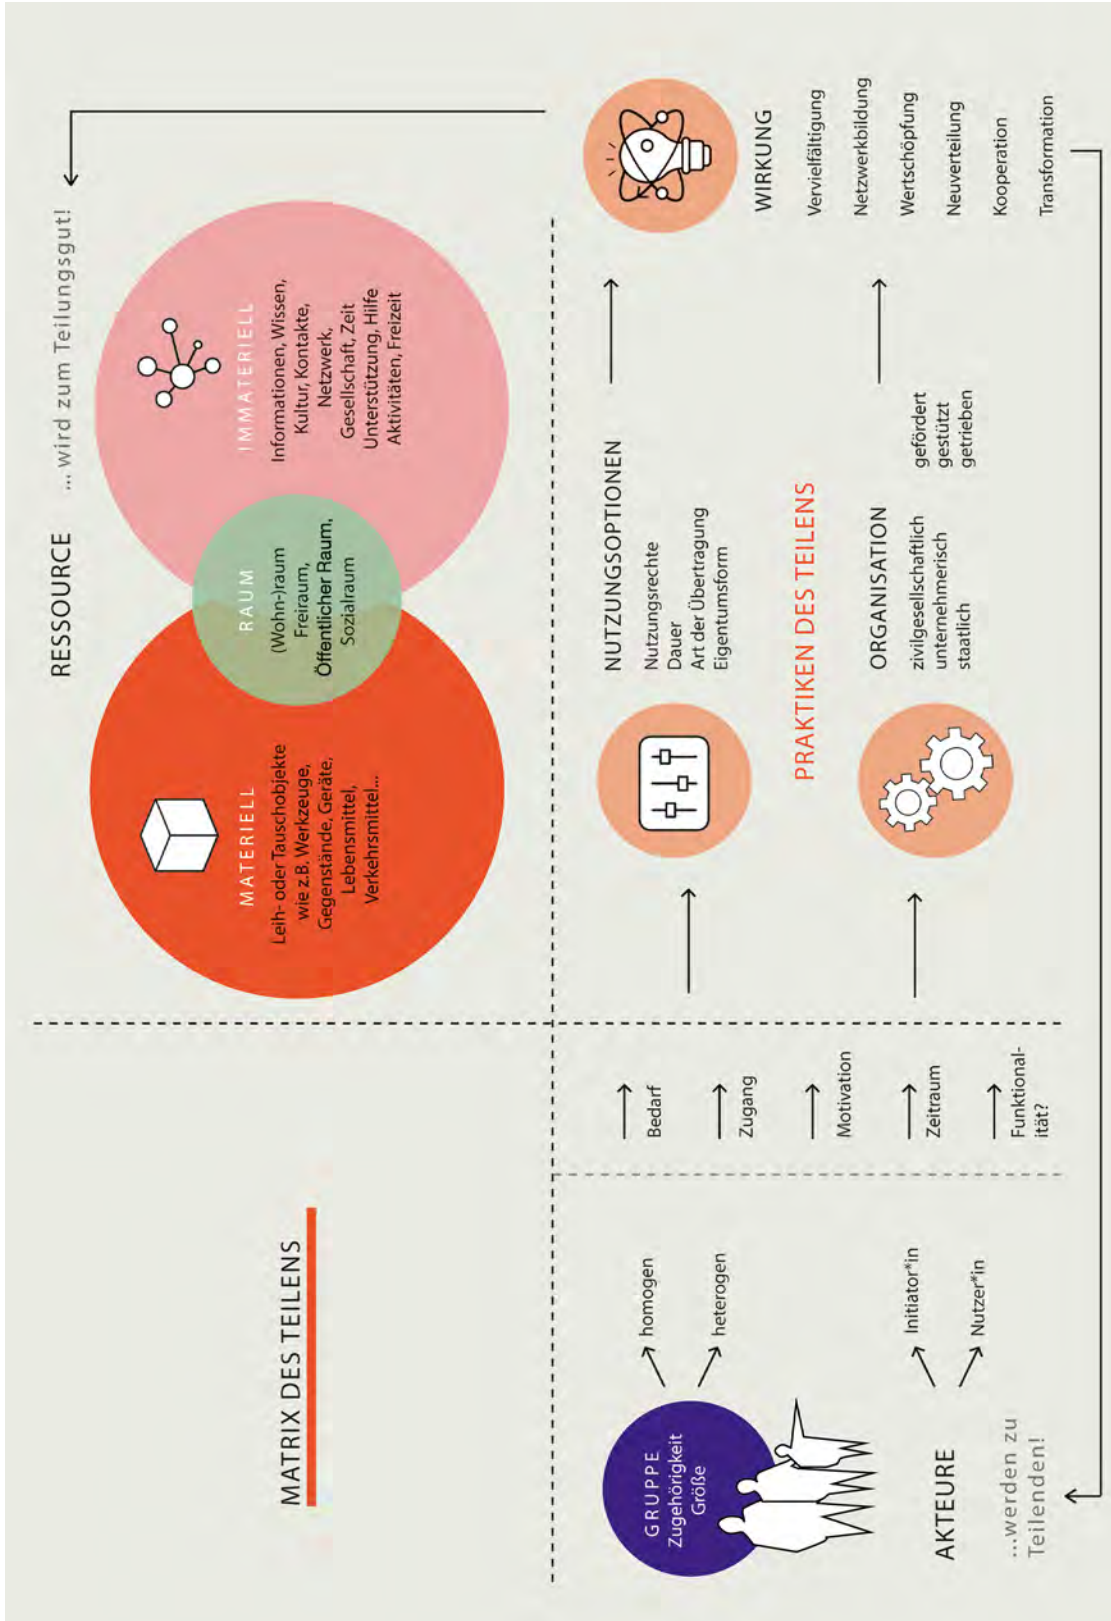 MATRIX DES TEILENS
RESSOURCE
... wird zum Teilungsgut!
MATERIELL
Leih- oder Tauschobjekte
wie z.B. Werkzeuge,
Gegenstände, Geräte,
Lebensmittel,
Verkehrsmittel...
RAUM
(Wohn-)raum
Freiraum,
Öffentlicher Raum,
Sozialraum
IMMATERIELL
Informationen, Wissen,
Kultur, Kontakte,
Netzwerk,
Gesellschaft, Zeit
Unterstützung, Hilfe
Aktivitäten, Freizeit
GRUPPE
Zugehörigkeit
Größe
homogen
heterogen
AKTEURE
Initiator*in
Nutzer*in
...werden zu
Teilenden!
Bedarf
Zugang
Motivation
Zeitraum
Funktional-
ität?
NUTZUNGSOPTIONEN
Nutzungsrechte
Dauer
Art der Übertragung
Eigentumsform
PRAKTIKEN DES TEILENS
ORGANISATION
zivilgesellschaftlich
unternehmerisch
staatlich
gefördert
gestützt
getrieben
WIRKUNG
Vervielfältigung
Netzwerkbildung
Wertschöpfung
Neuverteilung
Kooperation
Transformation